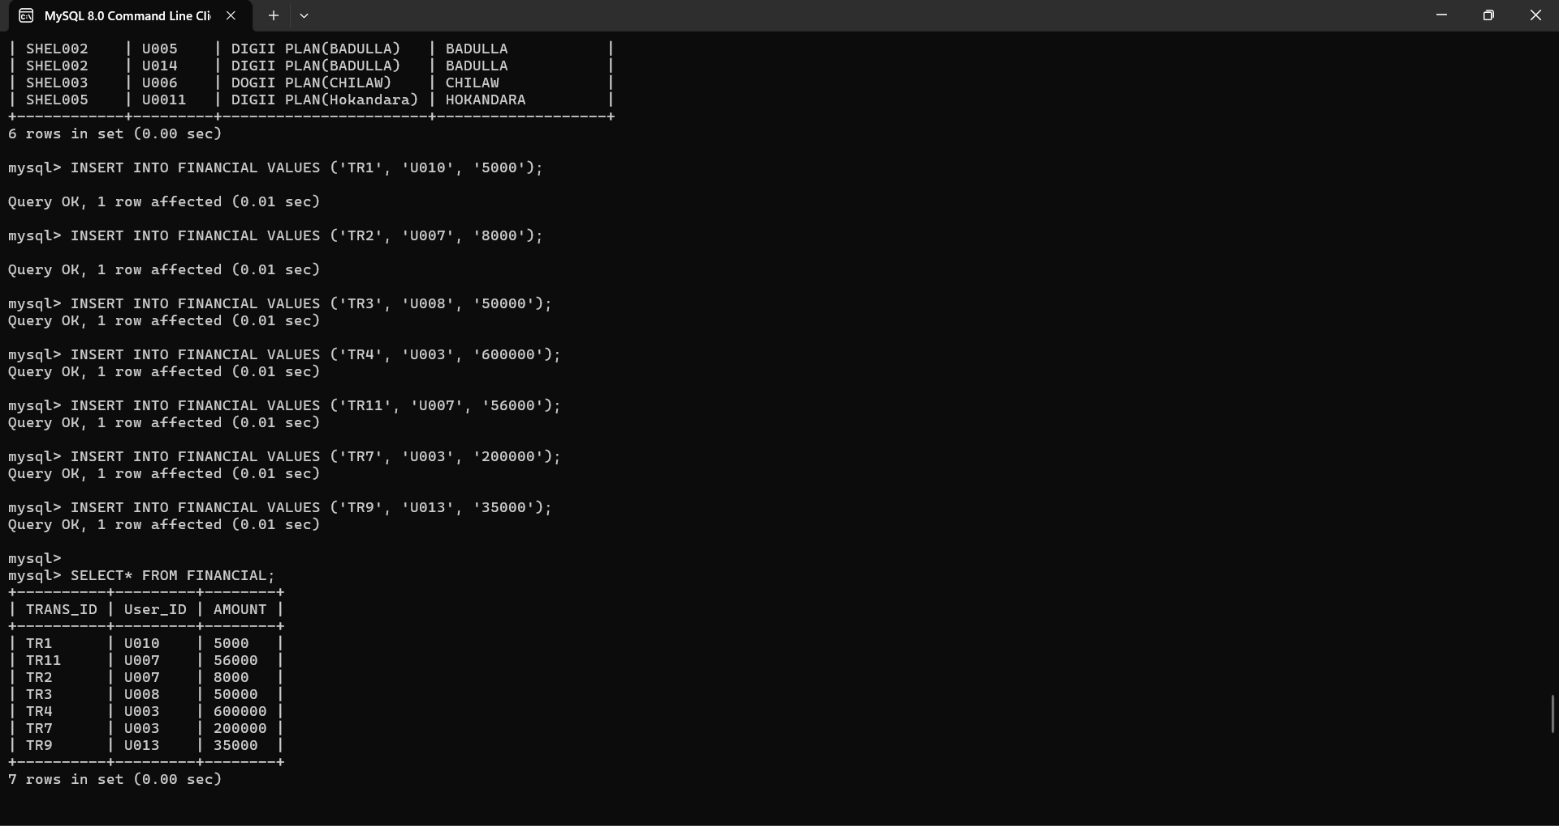 MySQL 8.0 Command Line Cli
| SHEL002    | U005    | DIGII PLAN(BADULLA)   | BADULLA           |
| SHEL002    | U014    | DIGII PLAN(BADULLA)   | BADULLA           |
| SHEL003    | U006    | DOGII PLAN(CHILAW)    | CHILAW            |
| SHEL005    | U0011   | DIGII PLAN(Hokandara) | HOKANDARA         |
+------------+---------+-----------------------+-------------------+
6 rows in set (0.00 sec)
mysql> INSERT INTO FINANCIAL VALUES ('TR1', 'U010', '5000');
Query OK, 1 row affected (0.01 sec)
mysql> INSERT INTO FINANCIAL VALUES ('TR2', 'U007', '8000');
Query OK, 1 row affected (0.01 sec)
mysql> INSERT INTO FINANCIAL VALUES ('TR3', 'U008', '50000');
Query OK, 1 row affected (0.01 sec)
mysql> INSERT INTO FINANCIAL VALUES ('TR4', 'U003', '600000');
Query OK, 1 row affected (0.01 sec)
mysql> INSERT INTO FINANCIAL VALUES ('TR11', 'U007', '56000');
Query OK, 1 row affected (0.01 sec)
mysql> INSERT INTO FINANCIAL VALUES ('TR7', 'U003', '200000');
Query OK, 1 row affected (0.01 sec)
mysql> INSERT INTO FINANCIAL VALUES ('TR9', 'U013', '35000');
Query OK, 1 row affected (0.01 sec)
mysql>
mysql> SELECT* FROM FINANCIAL;
+----------+---------+--------+
| TRANS_ID | User_ID | AMOUNT |
+----------+---------+--------+
| TR1      | U010    | 5000   |
| TR11     | U007    | 56000  |
| TR2      | U007    | 8000   |
| TR3      | U008    | 50000  |
| TR4      | U003    | 600000 |
| TR7      | U003    | 200000 |
| TR9      | U013    | 35000  |
+----------+---------+--------+
7 rows in set (0.00 sec)